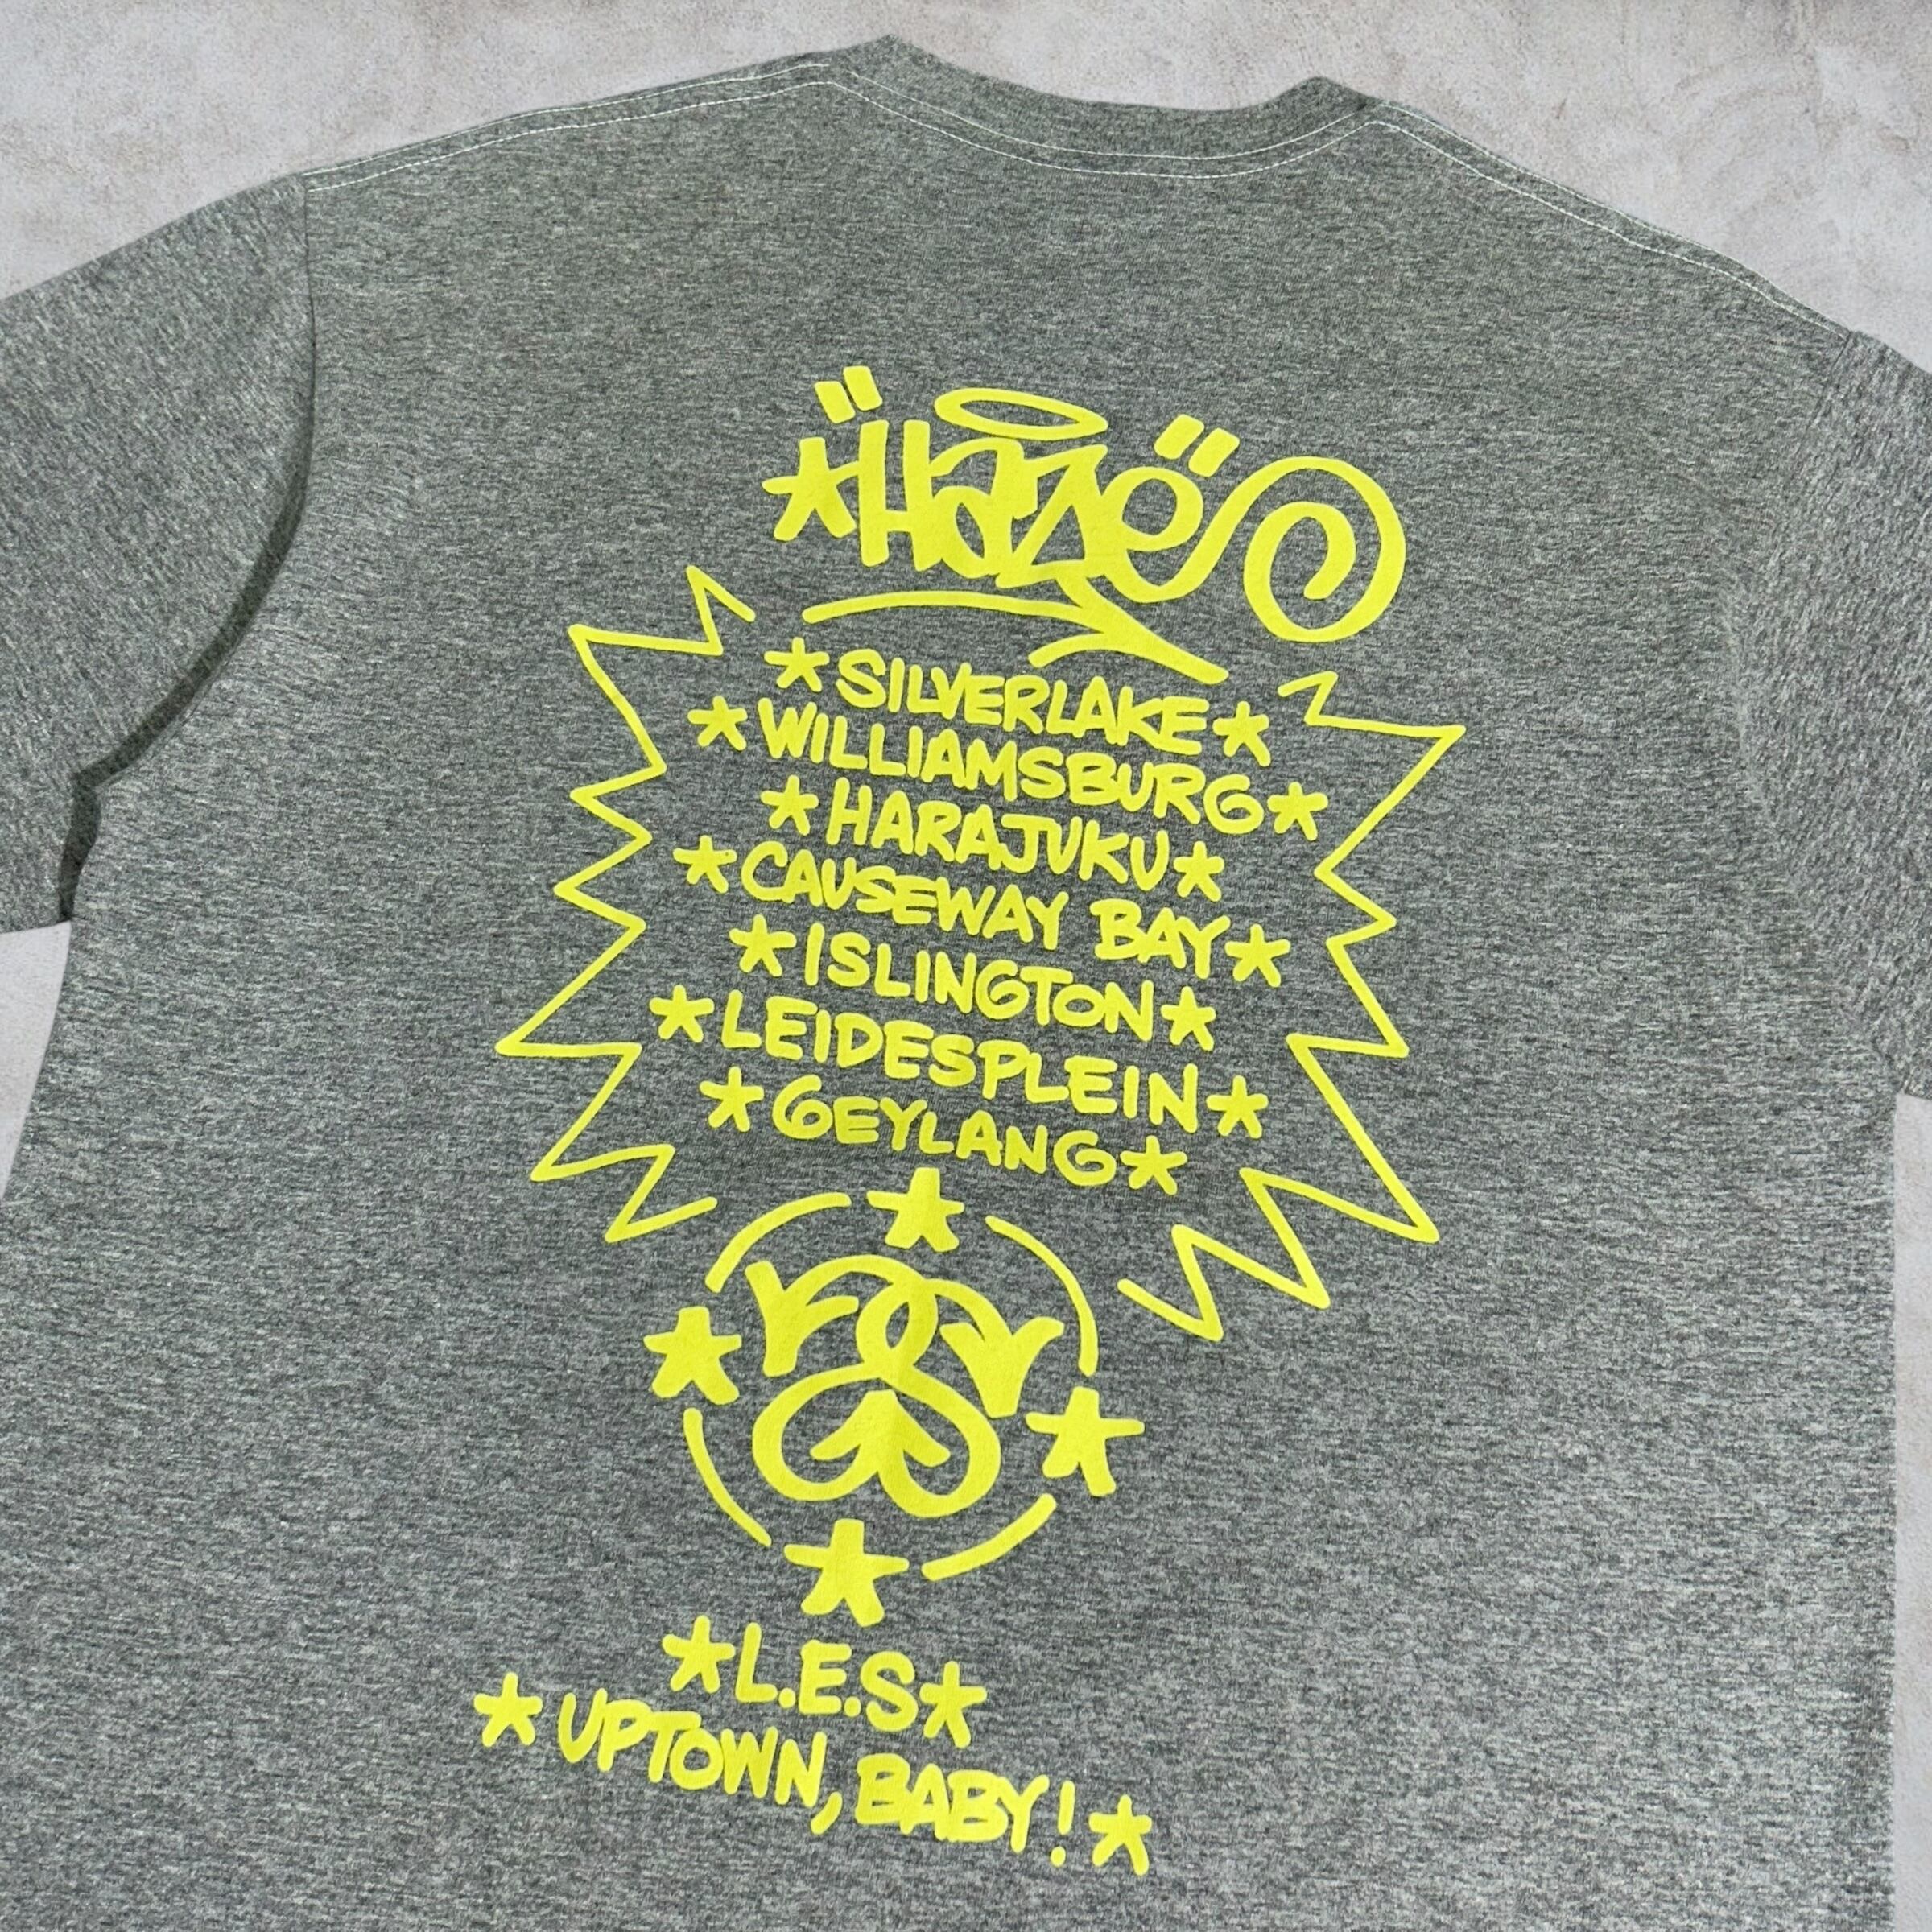 "Haze"
*SILVERLAKE*
*WILLIAMSBURG*
*HARAJUKU*
*CAUSEWAY BAY*
*ISLINGTON*
*LEIDESPLEIN*
*GEYLANG*
*L.E.S*
*UPTOWN, BABY!*